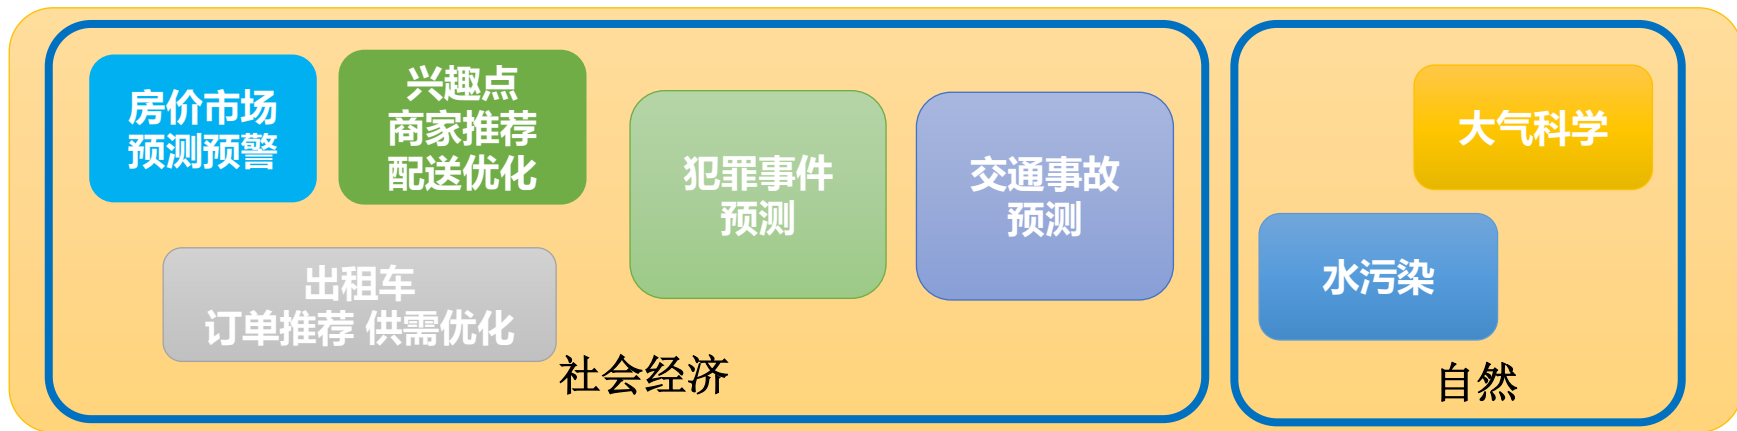 房价市场
预测预警
兴趣点
商家推荐
配送优化
犯罪事件
预测
交通事故
预测
出租车
订单推荐 供需优化
社会经济
大气科学
水污染
自然